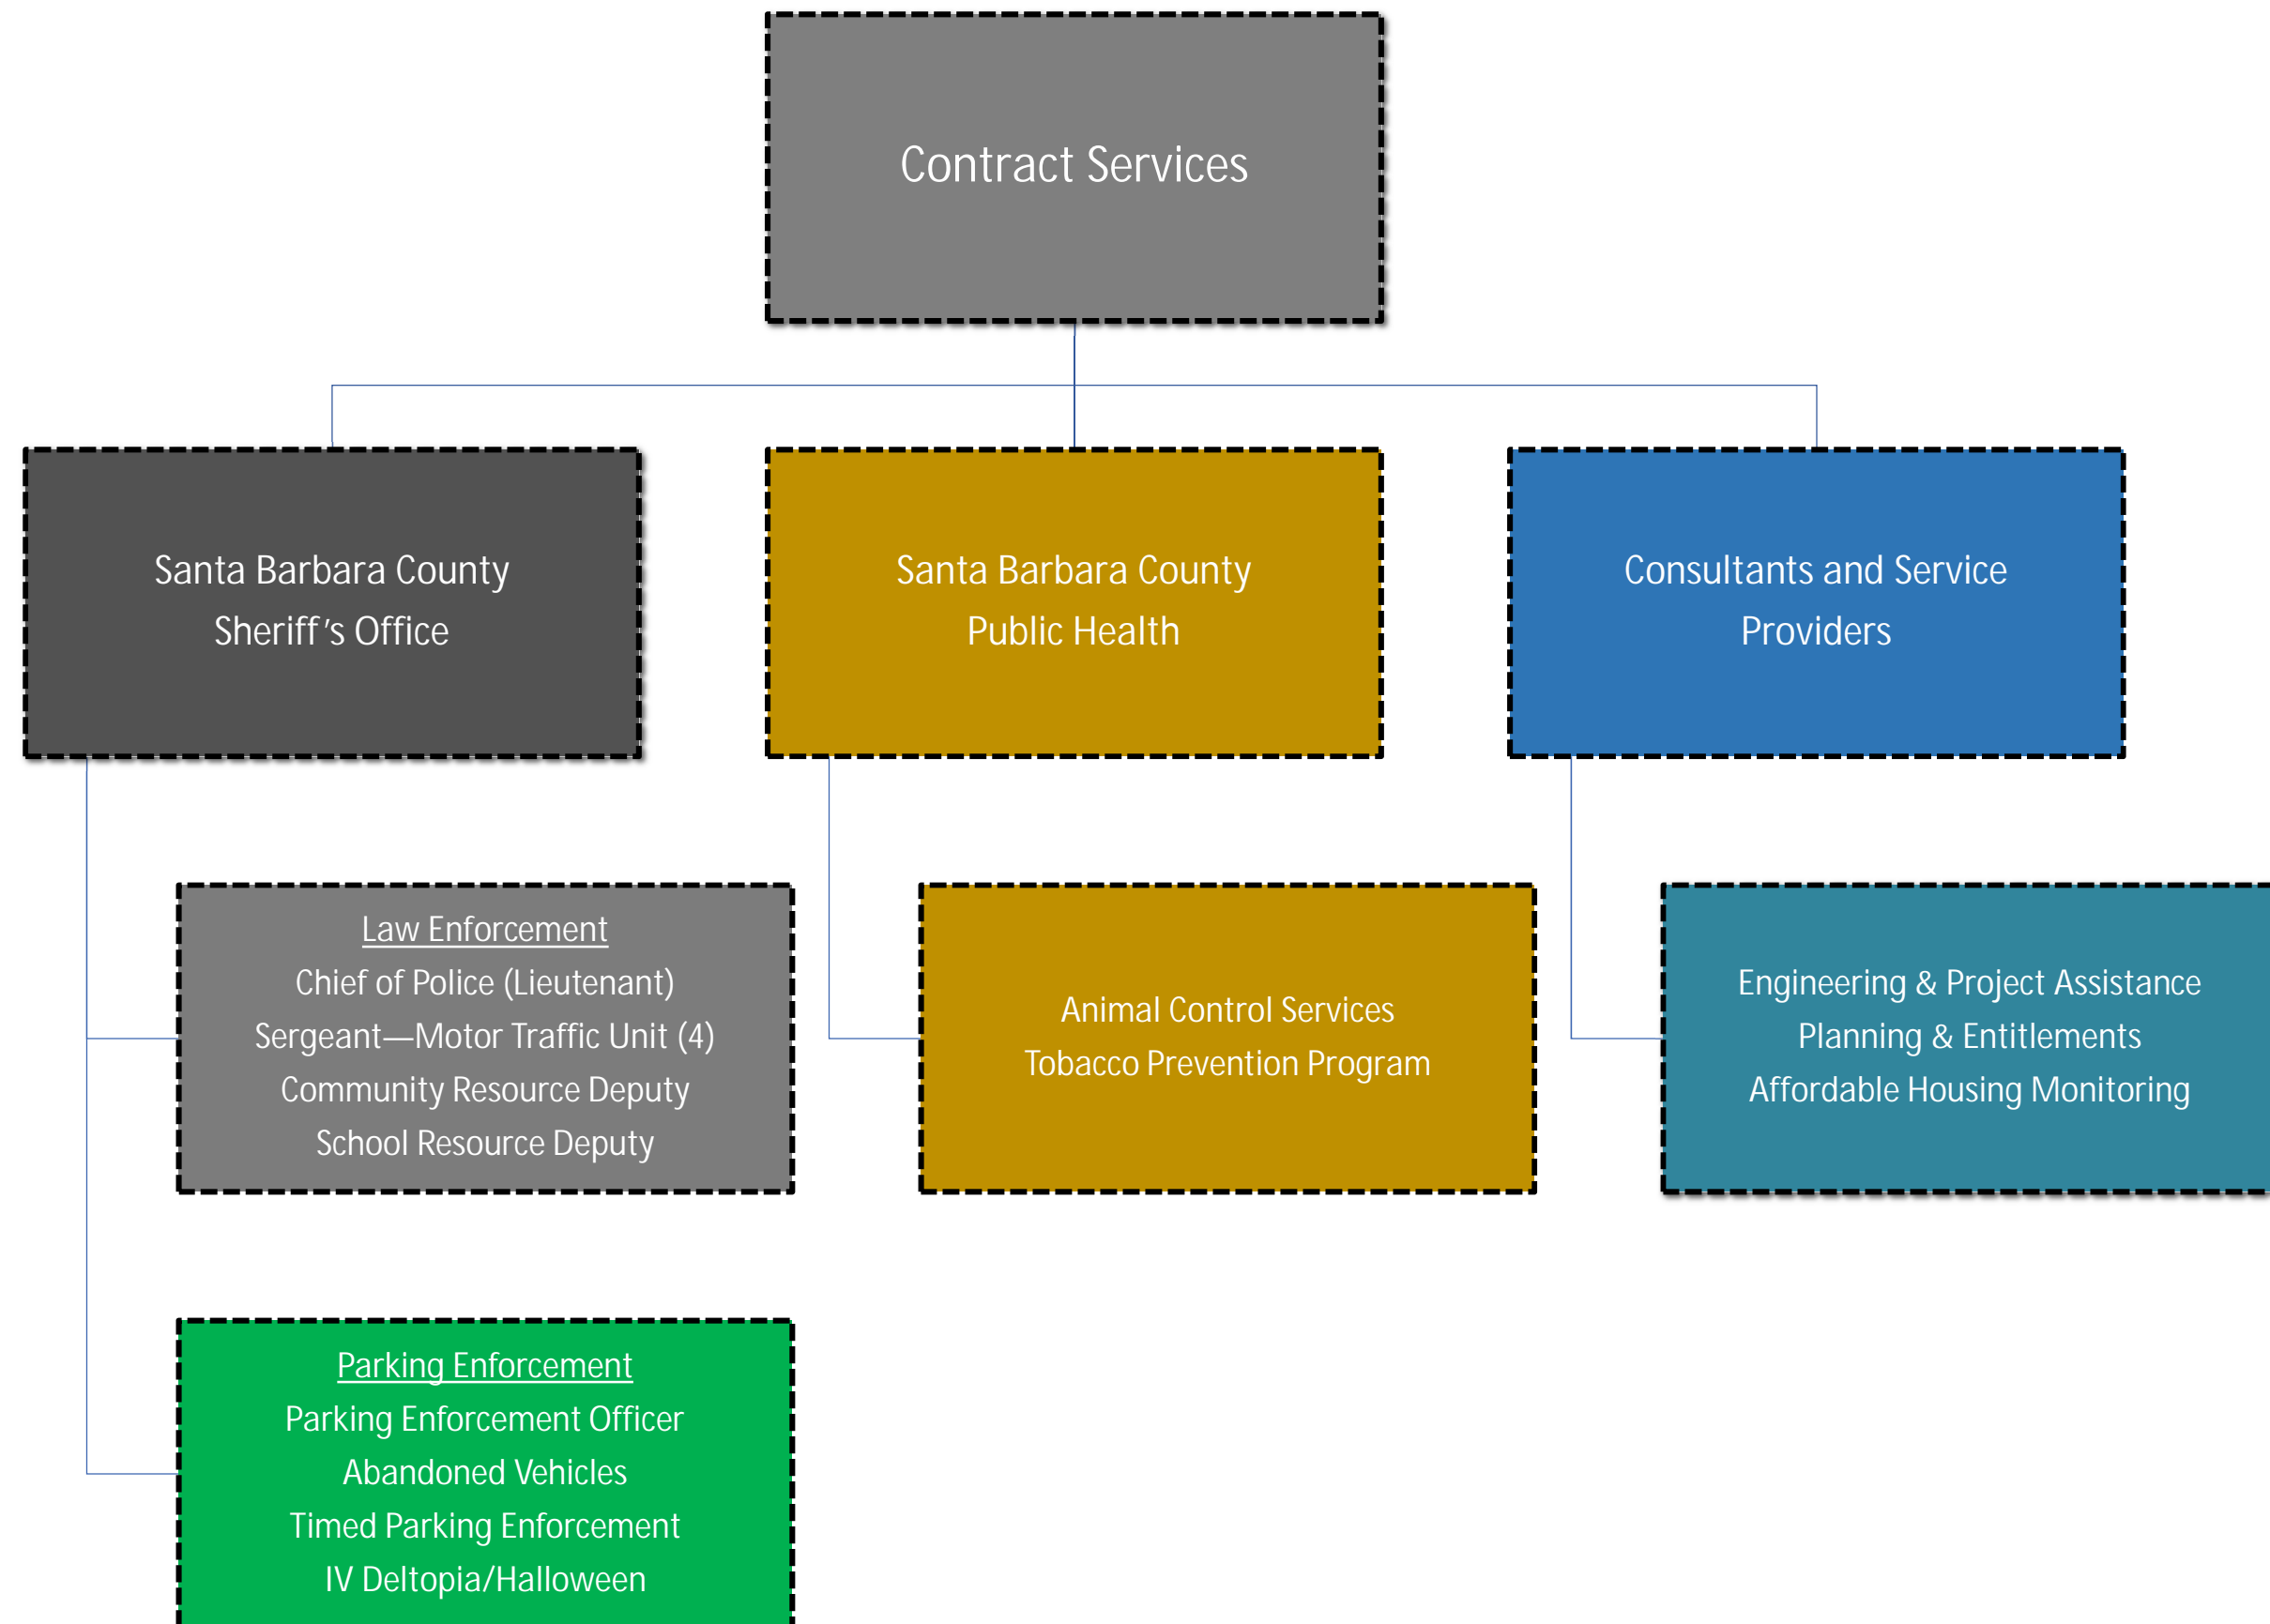 Contract Services
Santa Barbara County
Sheriff's Office
Santa Barbara County
Public Health
Consultants and Service
Providers
Law Enforcement
Chief of Police (Lieutenant)
Sergeant—Motor Traffic Unit (4)
Community Resource Deputy
School Resource Deputy
Animal Control Services
Tobacco Prevention Program
Engineering & Project Assistance
Planning & Entitlements
Affordable Housing Monitoring
Parking Enforcement
Parking Enforcement Officer
Abandoned Vehicles
Timed Parking Enforcement
IV Deltopia/Halloween